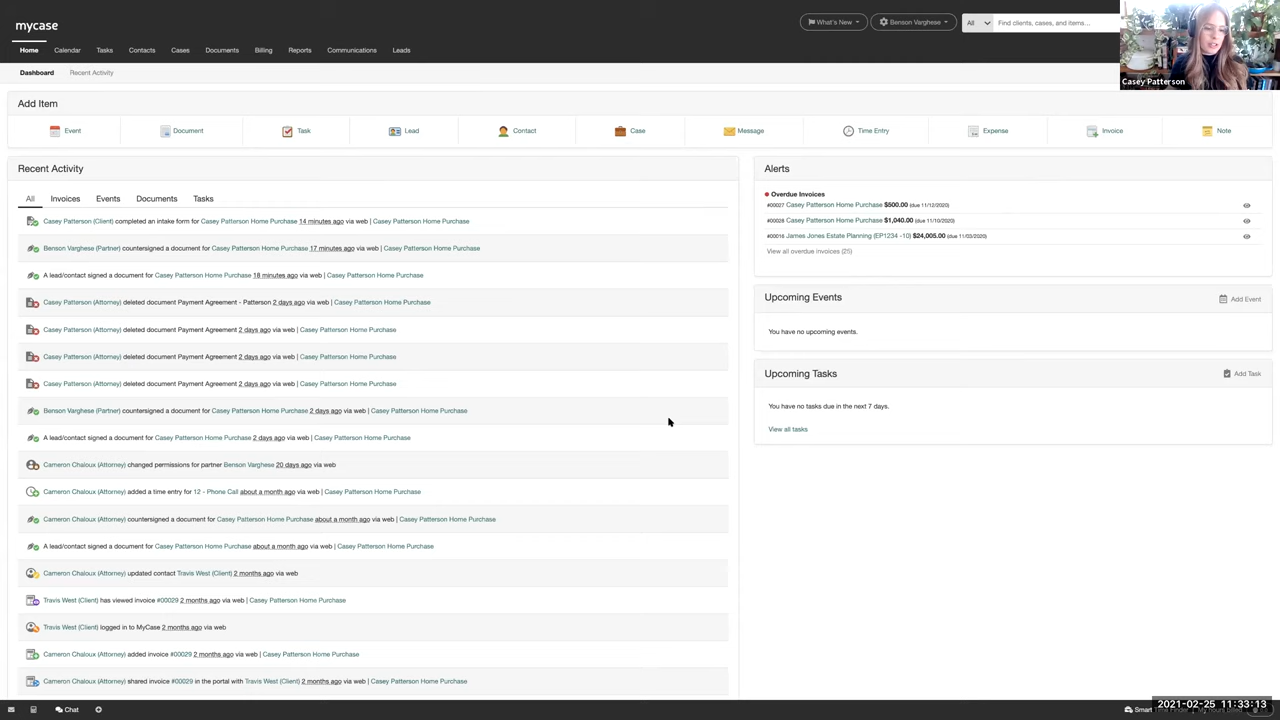 mycase
What's New
Benson Varghese
All
Find clients, cases, and items...
Casey Patterson
Home
Calendar
Tasks
Contacts
Cases
Documents
Billing
Reports
Communications
Leads
Dashboard
Recent Activity
Add Item
Event
Document
Task
Lead
Contact
Case
Message
Time Entry
Expense
Invoice
Note
Recent Activity
All
Invoices
Events
Documents
Tasks
Casey Patterson (Client) completed an intake form for Casey Patterson Home Purchase 14 minutes ago via web | Casey Patterson Home Purchase
Benson Varghese (Partner) countersigned a document for Casey Patterson Home Purchase 17 minutes ago via web | Casey Patterson Home Purchase
A lead/contact signed a document for Casey Patterson Home Purchase 18 minutes ago via web | Casey Patterson Home Purchase
Casey Patterson (Attorney) deleted document Payment Agreement - Patterson 2 days ago via web | Casey Patterson Home Purchase
Casey Patterson (Attorney) deleted document Payment Agreement 2 days ago via web | Casey Patterson Home Purchase
Casey Patterson (Attorney) deleted document Payment Agreement 2 days ago via web | Casey Patterson Home Purchase
Casey Patterson (Attorney) deleted document Payment Agreement 2 days ago via web | Casey Patterson Home Purchase
Benson Varghese (Partner) countersigned a document for Casey Patterson Home Purchase 2 days ago via web | Casey Patterson Home Purchase
A lead/contact signed a document for Casey Patterson Home Purchase 2 days ago via web | Casey Patterson Home Purchase
Cameron Chaloux (Attorney) changed permissions for partner Benson Varghese 20 days ago via web
Cameron Chaloux (Attorney) added a time entry for 12 - Phone Call about a month ago via web | Casey Patterson Home Purchase
Cameron Chaloux (Attorney) countersigned a document for Casey Patterson Home Purchase about a month ago via web | Casey Patterson Home Purchase
A lead/contact signed a document for Casey Patterson Home Purchase about a month ago via web | Casey Patterson Home Purchase
Cameron Chaloux (Attorney) updated contact Travis West (Client) 2 months ago via web
Travis West (Client) has viewed invoice #00029 2 months ago via web | Casey Patterson Home Purchase
Travis West (Client) logged in to MyCase 2 months ago via web
Cameron Chaloux (Attorney) added invoice #00029 2 months ago via web | Casey Patterson Home Purchase
Cameron Chaloux (Attorney) shared invoice #00029 in the portal with Travis West (Client) 2 months ago via web | Casey Patterson Home Purchase
Alerts
Overdue Invoices
#00027 Casey Patterson Home Purchase $500.00 (due 11/12/2020)
#00028 Casey Patterson Home Purchase $1,040.00 (due 11/10/2020)
#00016 James Jones Estate Planning (EP1234 -10) $24,005.00 (due 11/03/2020)
View all overdue invoices (25)
Upcoming Events
Add Event
You have no upcoming events.
Upcoming Tasks
Add Task
You have no tasks due in the next 7 days.
View all tasks
Chat
Smart
2021-02-25 11:33:13